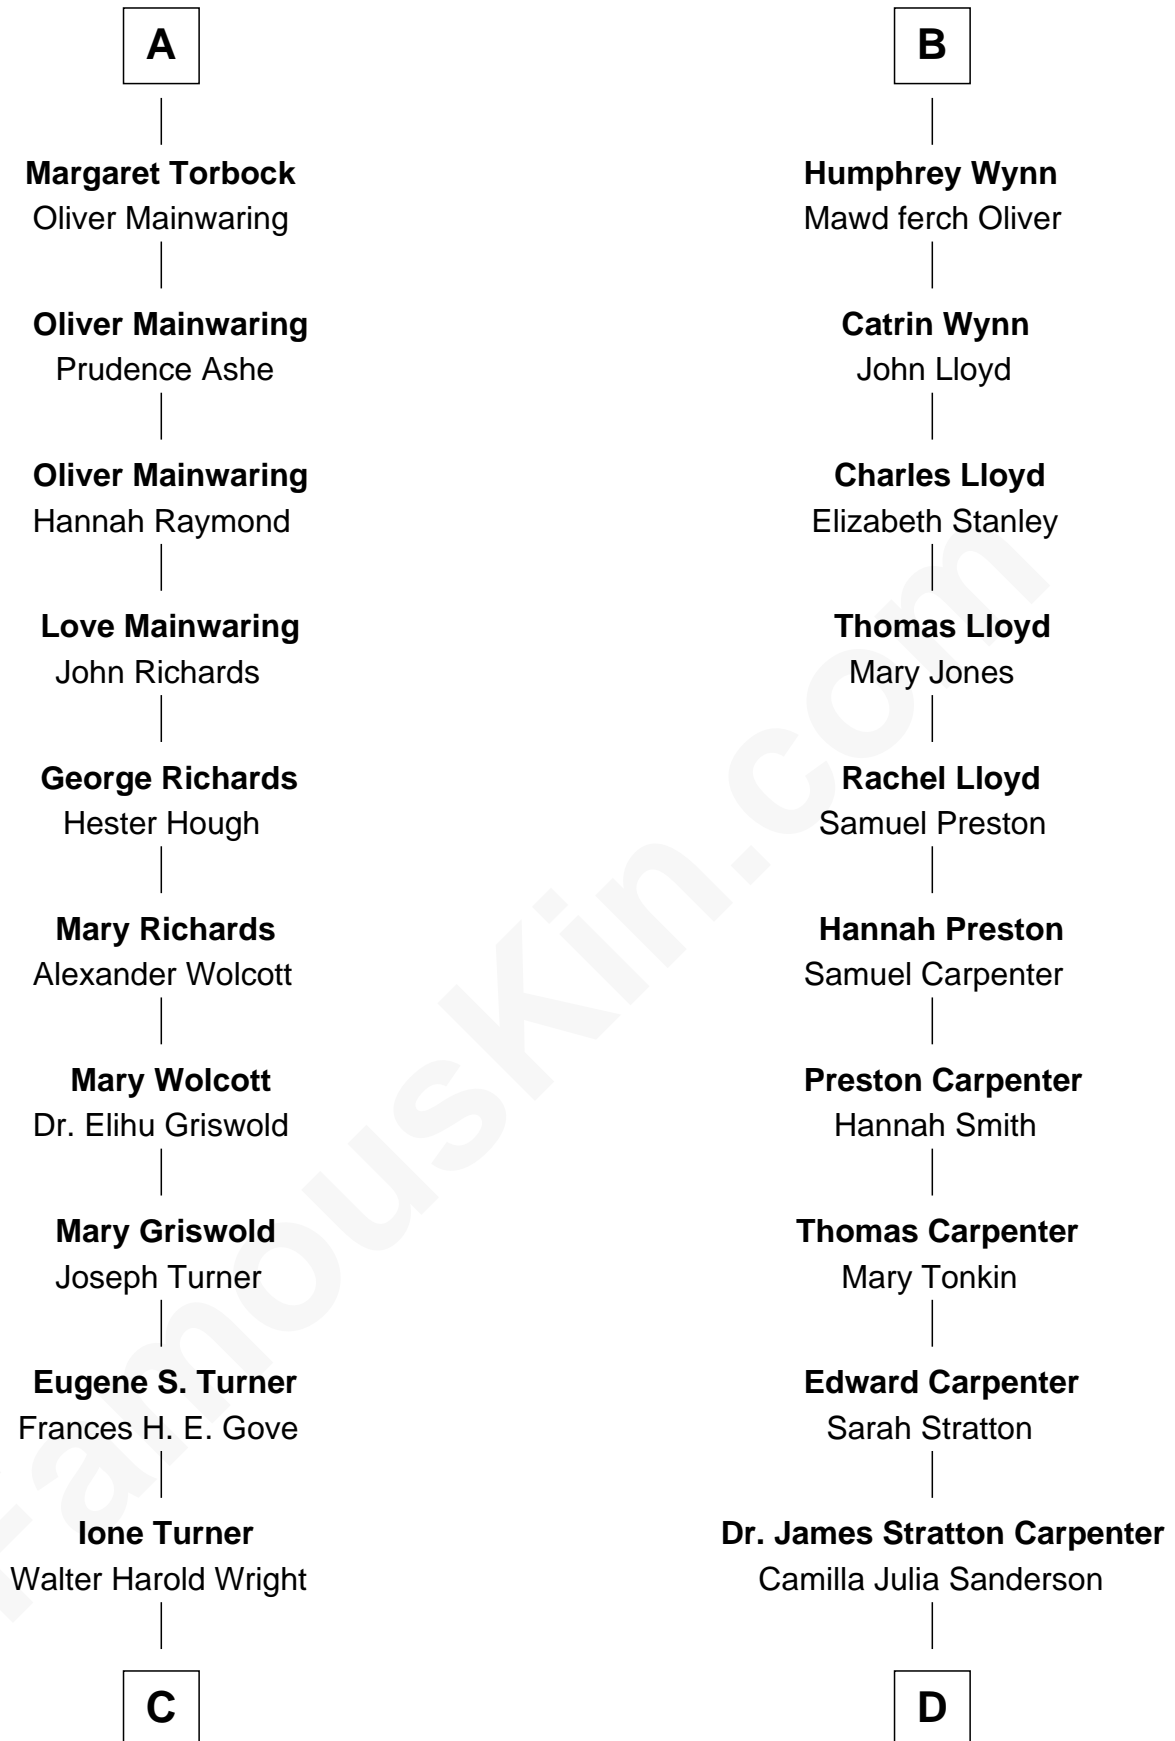 A
Margaret Torbock
Oliver Mainwaring
Oliver Mainwaring
Prudence Ashe
Oliver Mainwaring
Hannah Raymond
Love Mainwaring
John Richards
George Richards
Hester Hough
Mary Richards
Alexander Wolcott
Mary Wolcott
Dr. Elihu Griswold
Mary Griswold
Joseph Turner
Eugene S. Turner
Frances H. E. Gove
Ione Turner
Walter Harold Wright
C
B
Humphrey Wynn
Mawd ferch Oliver
Catrin Wynn
John Lloyd
Charles Lloyd
Elizabeth Stanley
Thomas Lloyd
Mary Jones
Rachel Lloyd
Samuel Preston
Hannah Preston
Samuel Carpenter
Preston Carpenter
Hannah Smith
Thomas Carpenter
Mary Tonkin
Edward Carpenter
Sarah Stratton
Dr. James Stratton Carpenter
Camilla Julia Sanderson
D
FamousKin.com